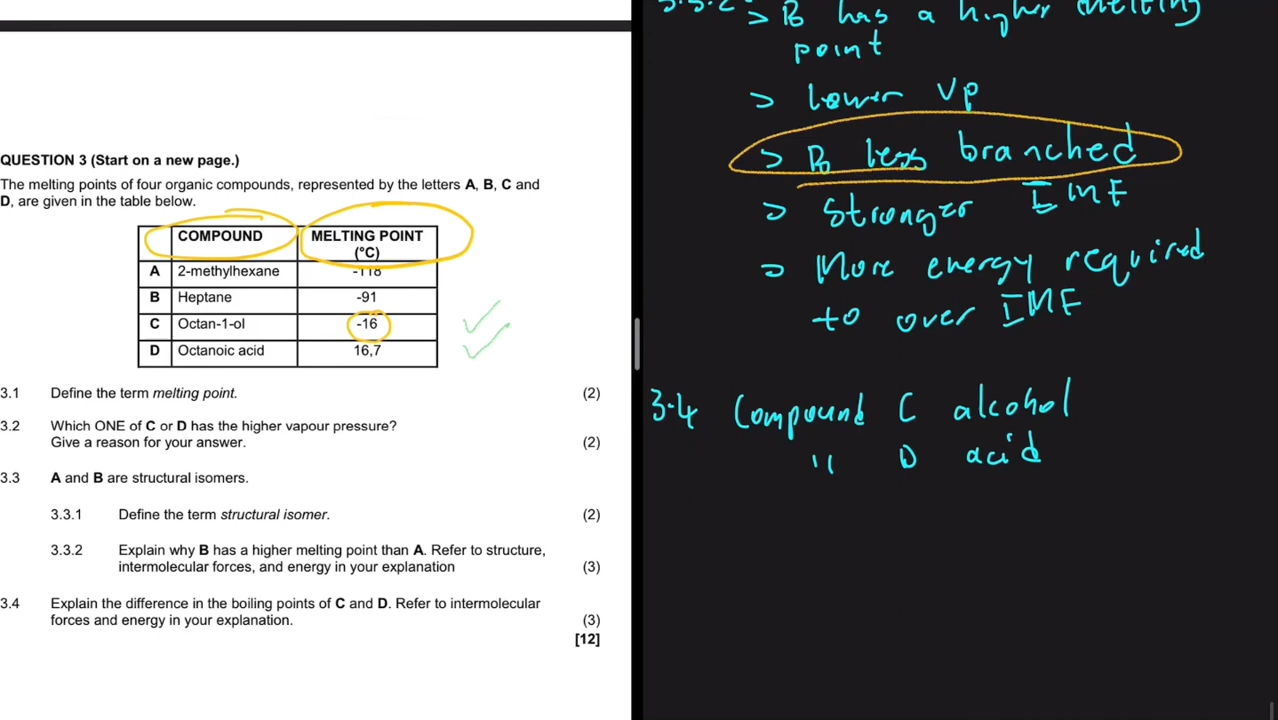 QUESTION 3 (Start on a new page.)
The melting points of four organic compounds, represented by the letters A, B, C and
D, are given in the table below.
COMPOUND MELTING POINT
(°C)
A 2-methylhexane -118
B Heptane -91
C Octan-1-ol -16
D Octanoic acid 16,7
3.1 Define the term melting point. (2)
3.2 Which ONE of C or D has the higher vapour pressure?
Give a reason for your answer. (2)
3.3 A and B are structural isomers.
3.3.1 Define the term structural isomer. (2)
3.3.2 Explain why B has a higher melting point than A. Refer to structure,
intermolecular forces, and energy in your explanation (3)
3.4 Explain the difference in the boiling points of C and D. Refer to intermolecular
forces and energy in your explanation. (3)
[12]
3.3.2 > B has a higher melting
point
> lower vp
> B less branched
> stronger IMF
> More energy required
to over IMF
3.4 Compound C alcohol
" D acid